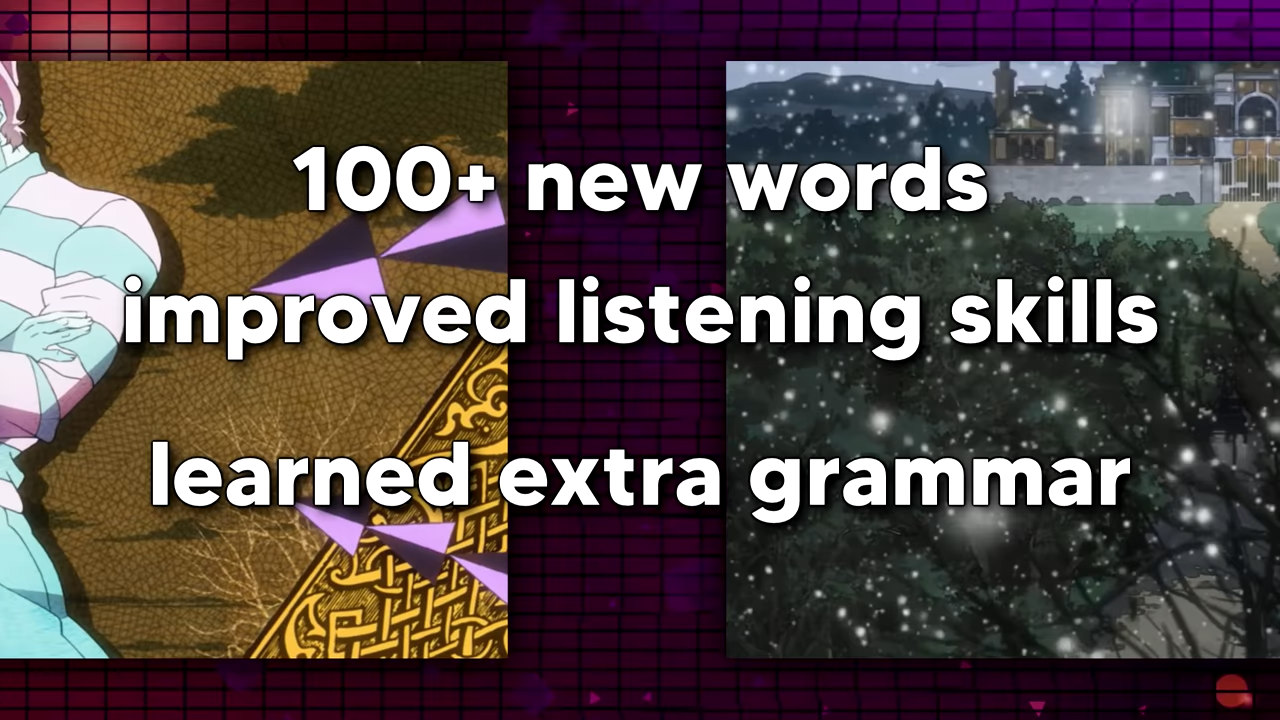 100+ new words
improved listening skills
learned extra grammar